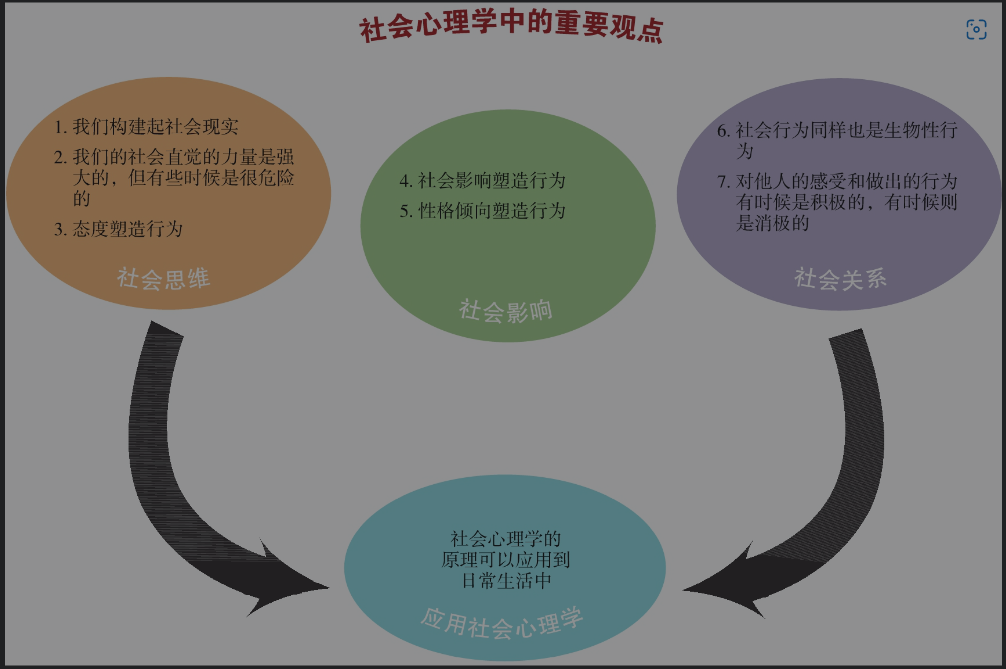 社会心理学中的重要观点
1. 我们构建起社会现实
2. 我们的社会直觉的力量是强
大的，但有些时候是很危险
的
3. 态度塑造行为
社会思维
4. 社会影响塑造行为
5. 性格倾向塑造行为
社会影响
6. 社会行为同样也是生物性行
为
7. 对他人的感受和做出的行为
有时候是积极的，有时候则
是消极的
社会关系
社会心理学的
原理可以应用到
日常生活中
应用社会心理学